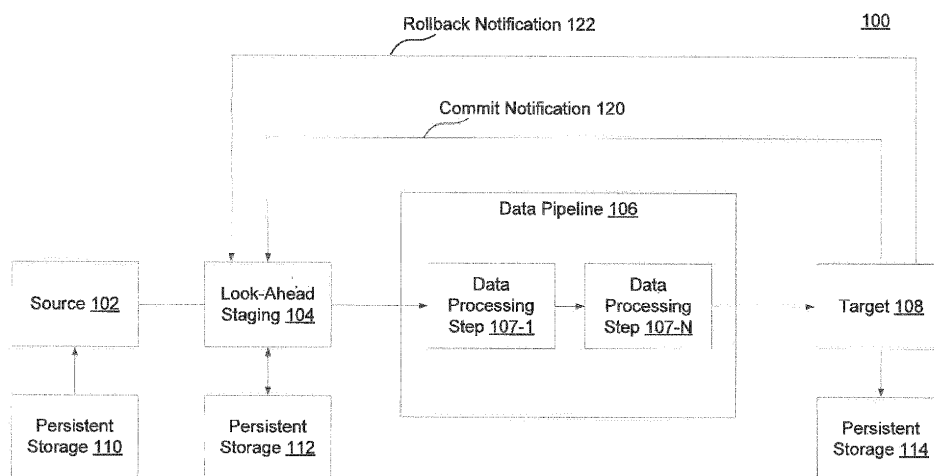 Rollback Notification 122
100
Commit Notification 120
Data Pipeline 106
Source 102
Look-Ahead
Staging 104
Data
Processing
Step 107-1
Data
Processing
Step 107-N
Target 108
Persistent
Storage 110
Persistent
Storage 112
Persistent
Storage 114